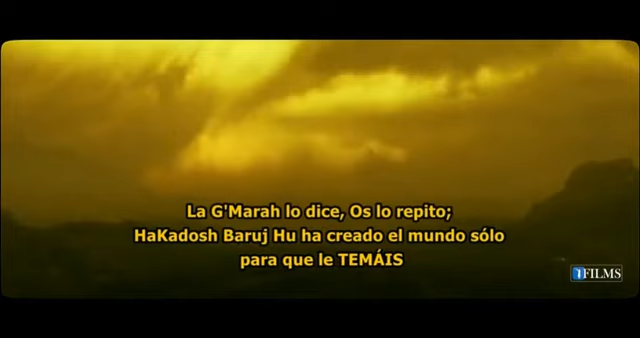 La G'Marah lo dice, Os lo repito;
HaKadosh Baruj Hu ha creado el mundo sólo
para que le TEMÁIS
1FILMS